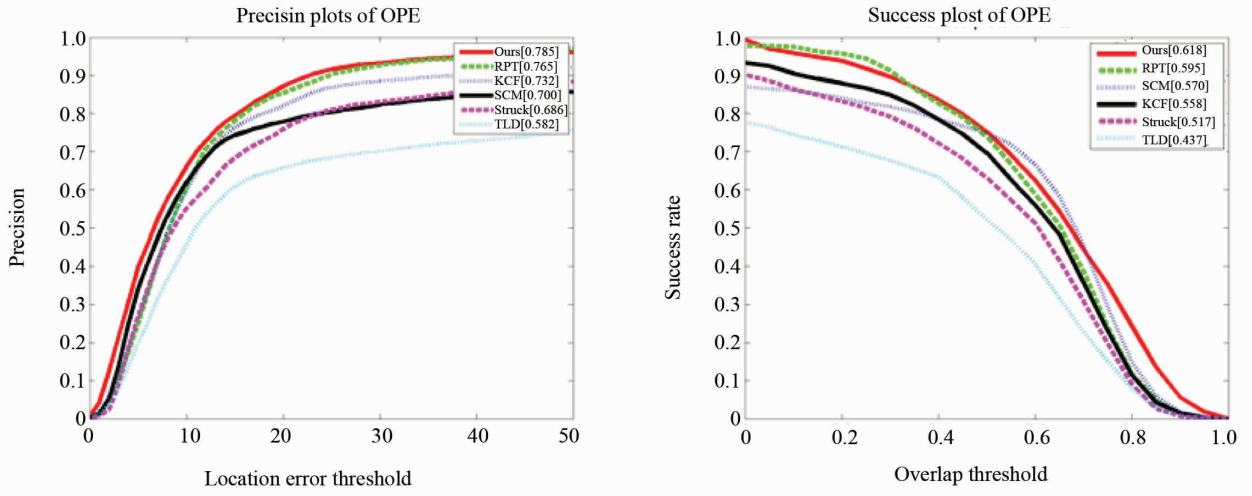 Precisin plots of OPE
1.0
0.9
0.8
0.7
0.6
0.5
0.4
0.3
0.2
0.1
0
Precision
Ours[0.785]
RPT[0.765]
KCF[0.732]
SCM[0.700]
Struck[0.686]
TLD[0.582]
0 10 20 30 40 50
Location error threshold
Success plost of OPE
1.0
0.9
0.8
0.7
0.6
0.5
0.4
0.3
0.2
0.1
0
Success rate
Ours[0.618]
RPT[0.595]
SCM[0.570]
KCF[0.558]
Struck[0.517]
TLD[0.437]
0 0.2 0.4 0.6 0.8 1.0
Overlap threshold